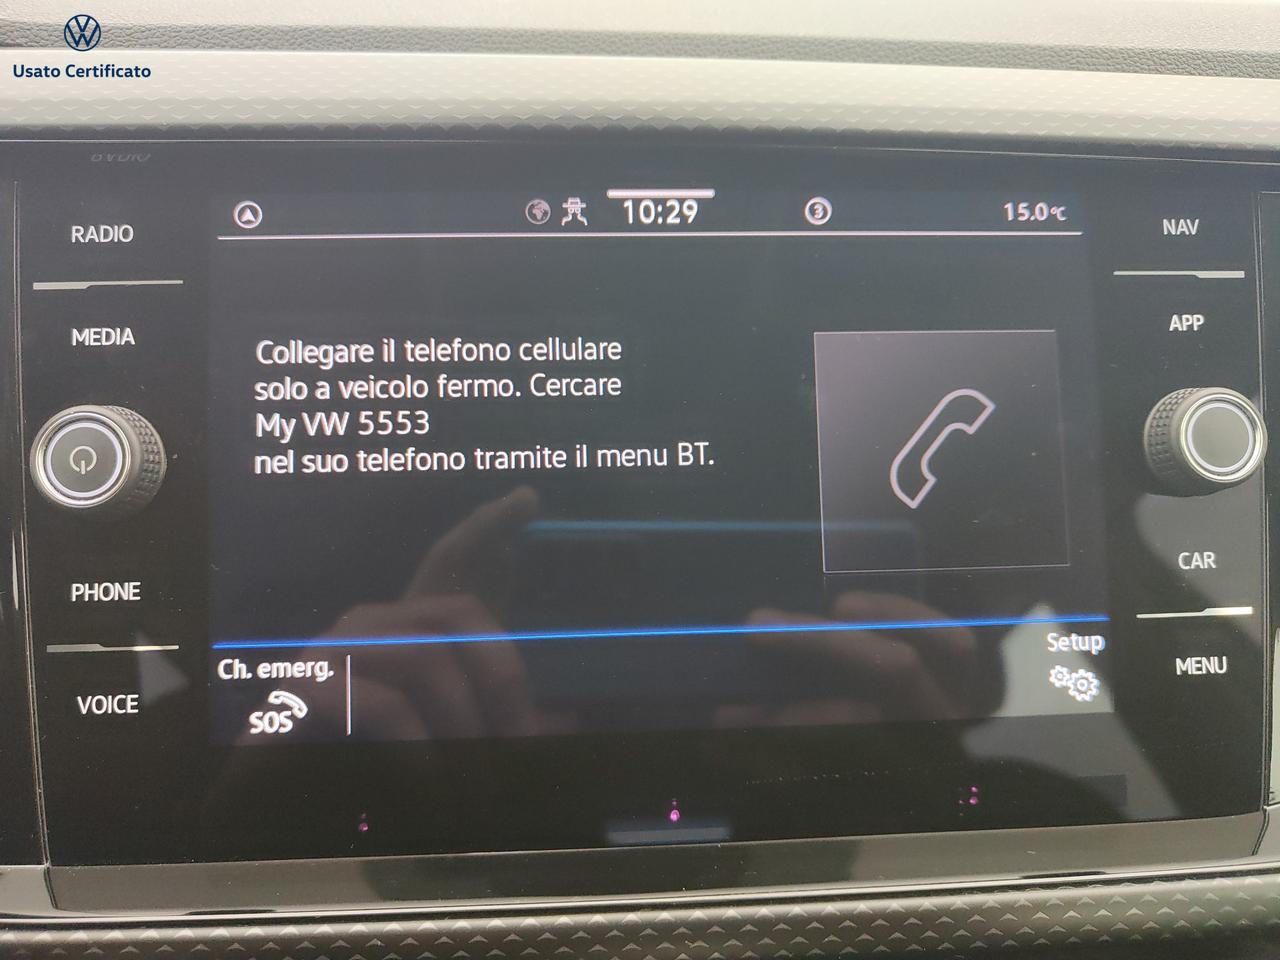 Usato Certificato
RADIO
MEDIA
PHONE
VOICE
10:29
3
15.0°C
Collegare il telefono cellulare
solo a veicolo fermo. Cercare
My VW 5553
nel suo telefono tramite il menu BT.
Ch. emerg.
SOS
Setup
NAV
APP
CAR
MENU